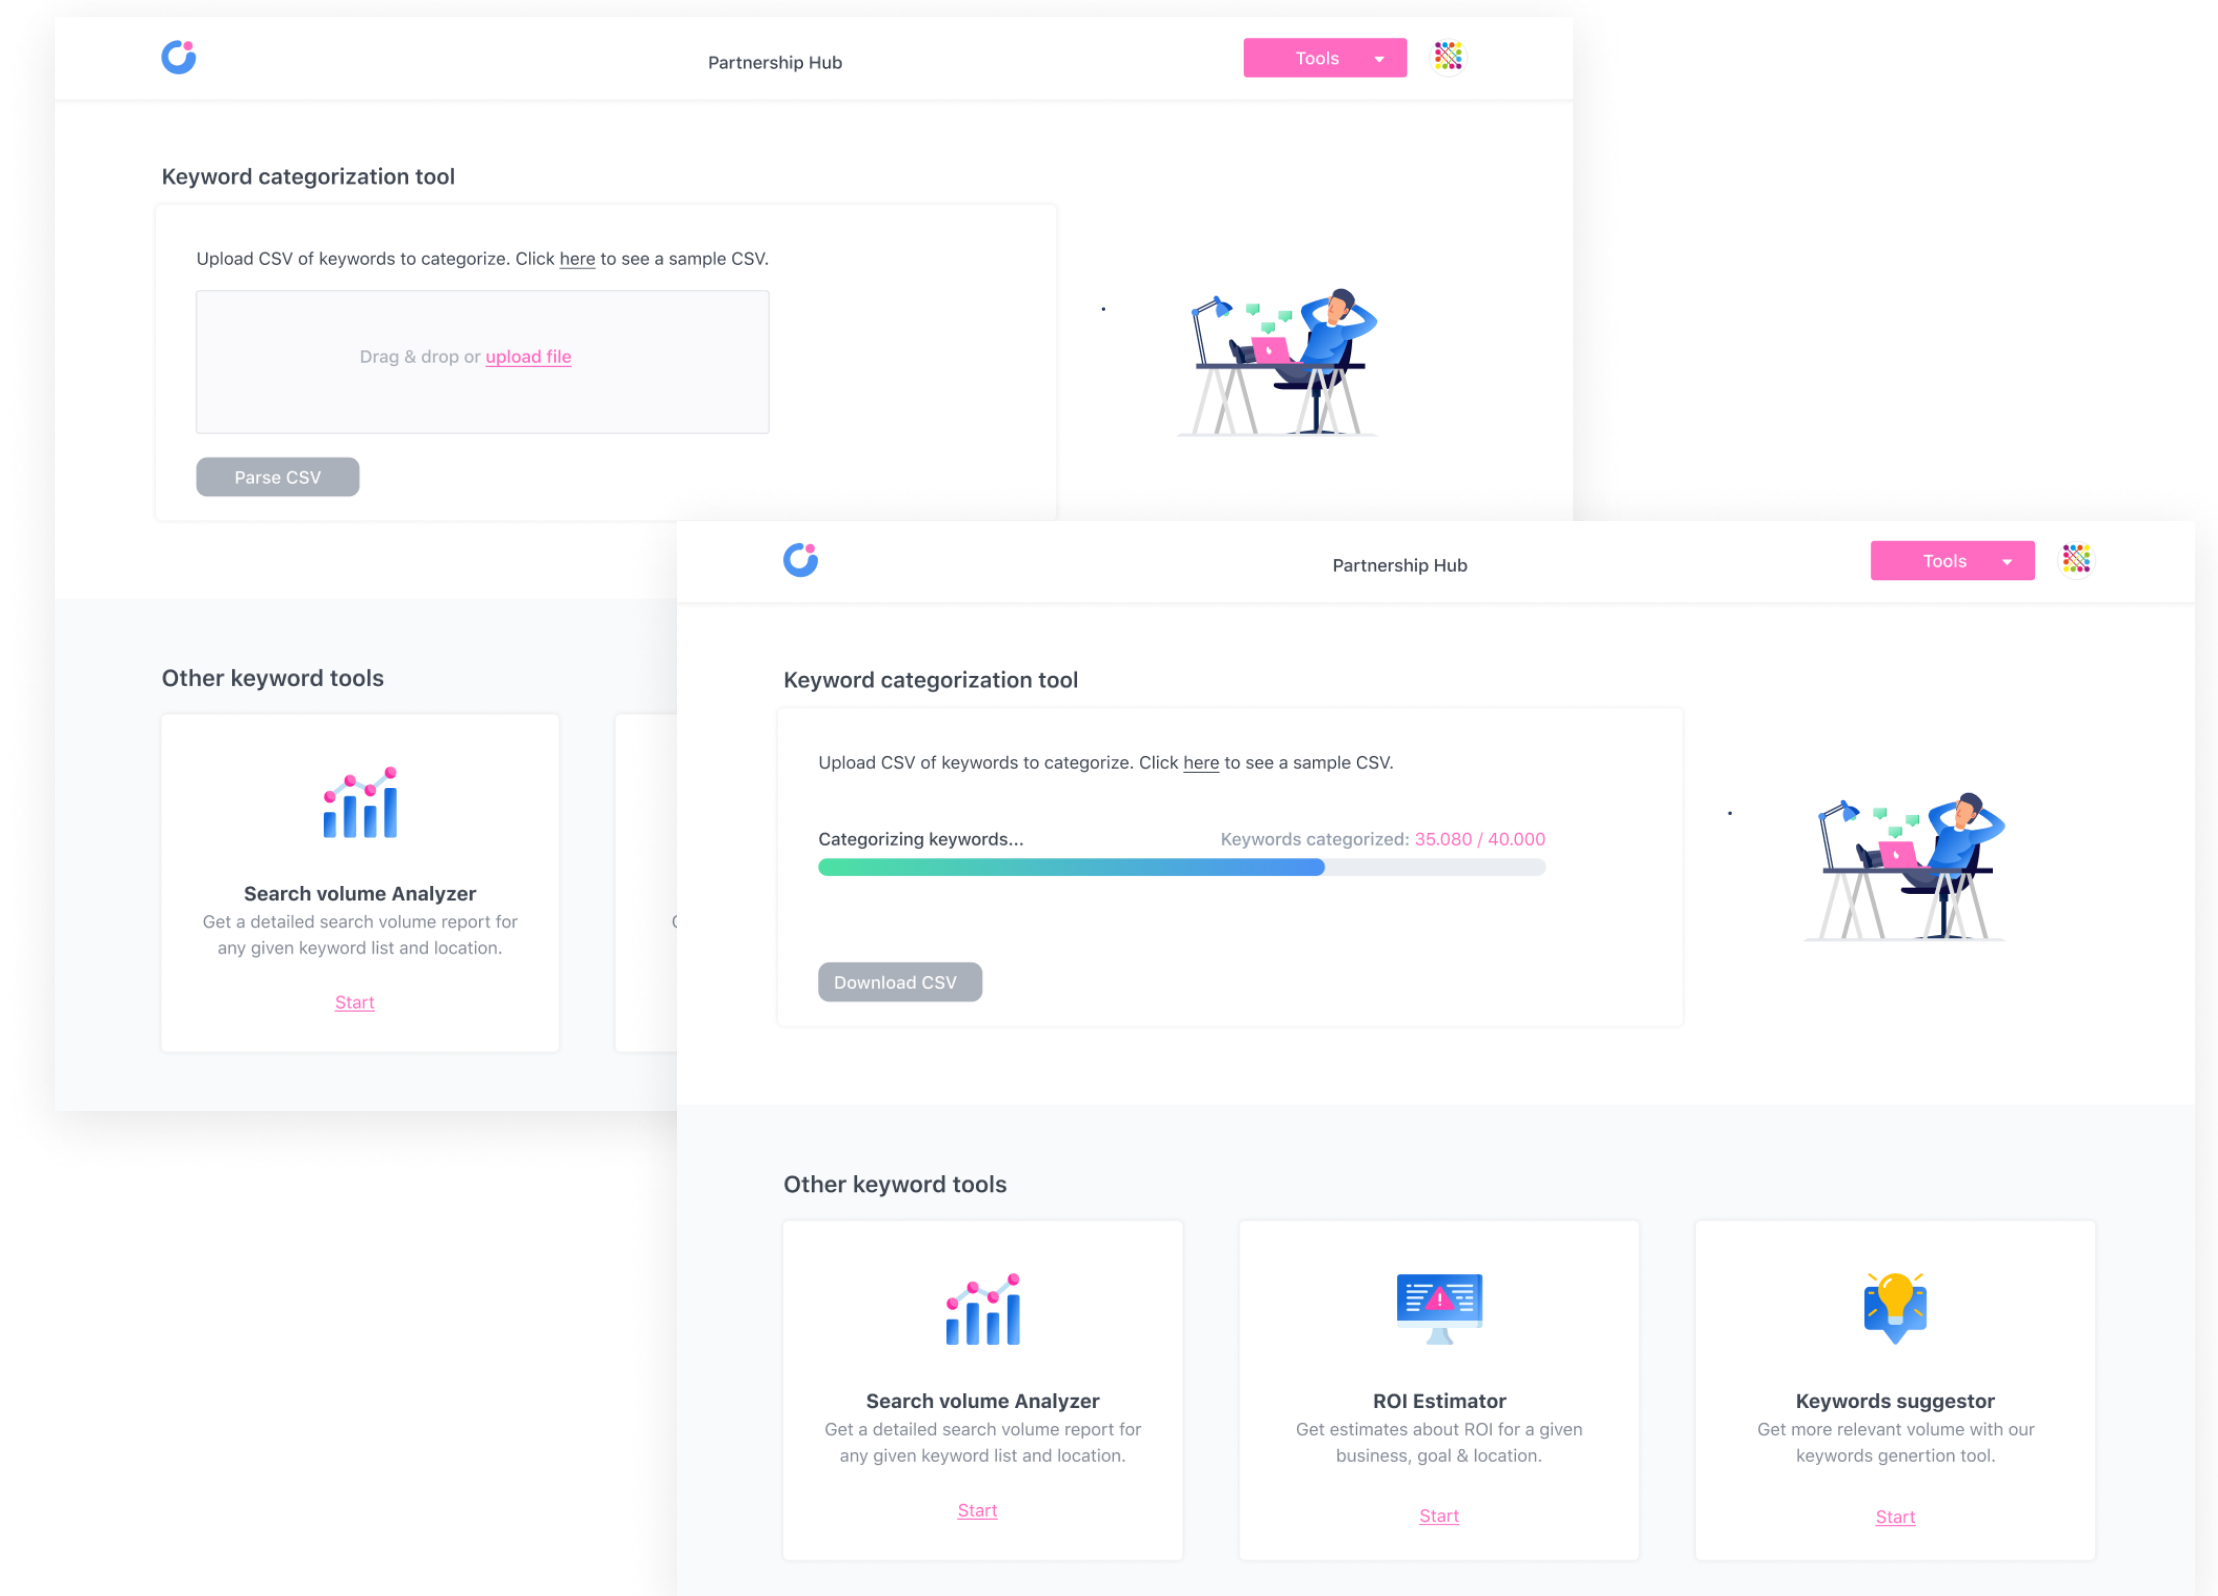 Partnership Hub
Tools
Keyword categorization tool
Upload CSV of keywords to categorize. Click here to see a sample CSV.
Drag & drop or upload file
Parse CSV
Other keyword tools
Search volume Analyzer
Get a detailed search volume report for
any given keyword list and location.
Start
Partnership Hub
Tools
Keyword categorization tool
Upload CSV of keywords to categorize. Click here to see a sample CSV.
Categorizing keywords...
Keywords categorized: 35.080 / 40.000
Download CSV
Other keyword tools
Search volume Analyzer
Get a detailed search volume report for
any given keyword list and location.
Start
ROI Estimator
Get estimates about ROI for a given
business, goal & location.
Start
Keywords suggestor
Get more relevant volume with our
keywords genertion tool.
Start